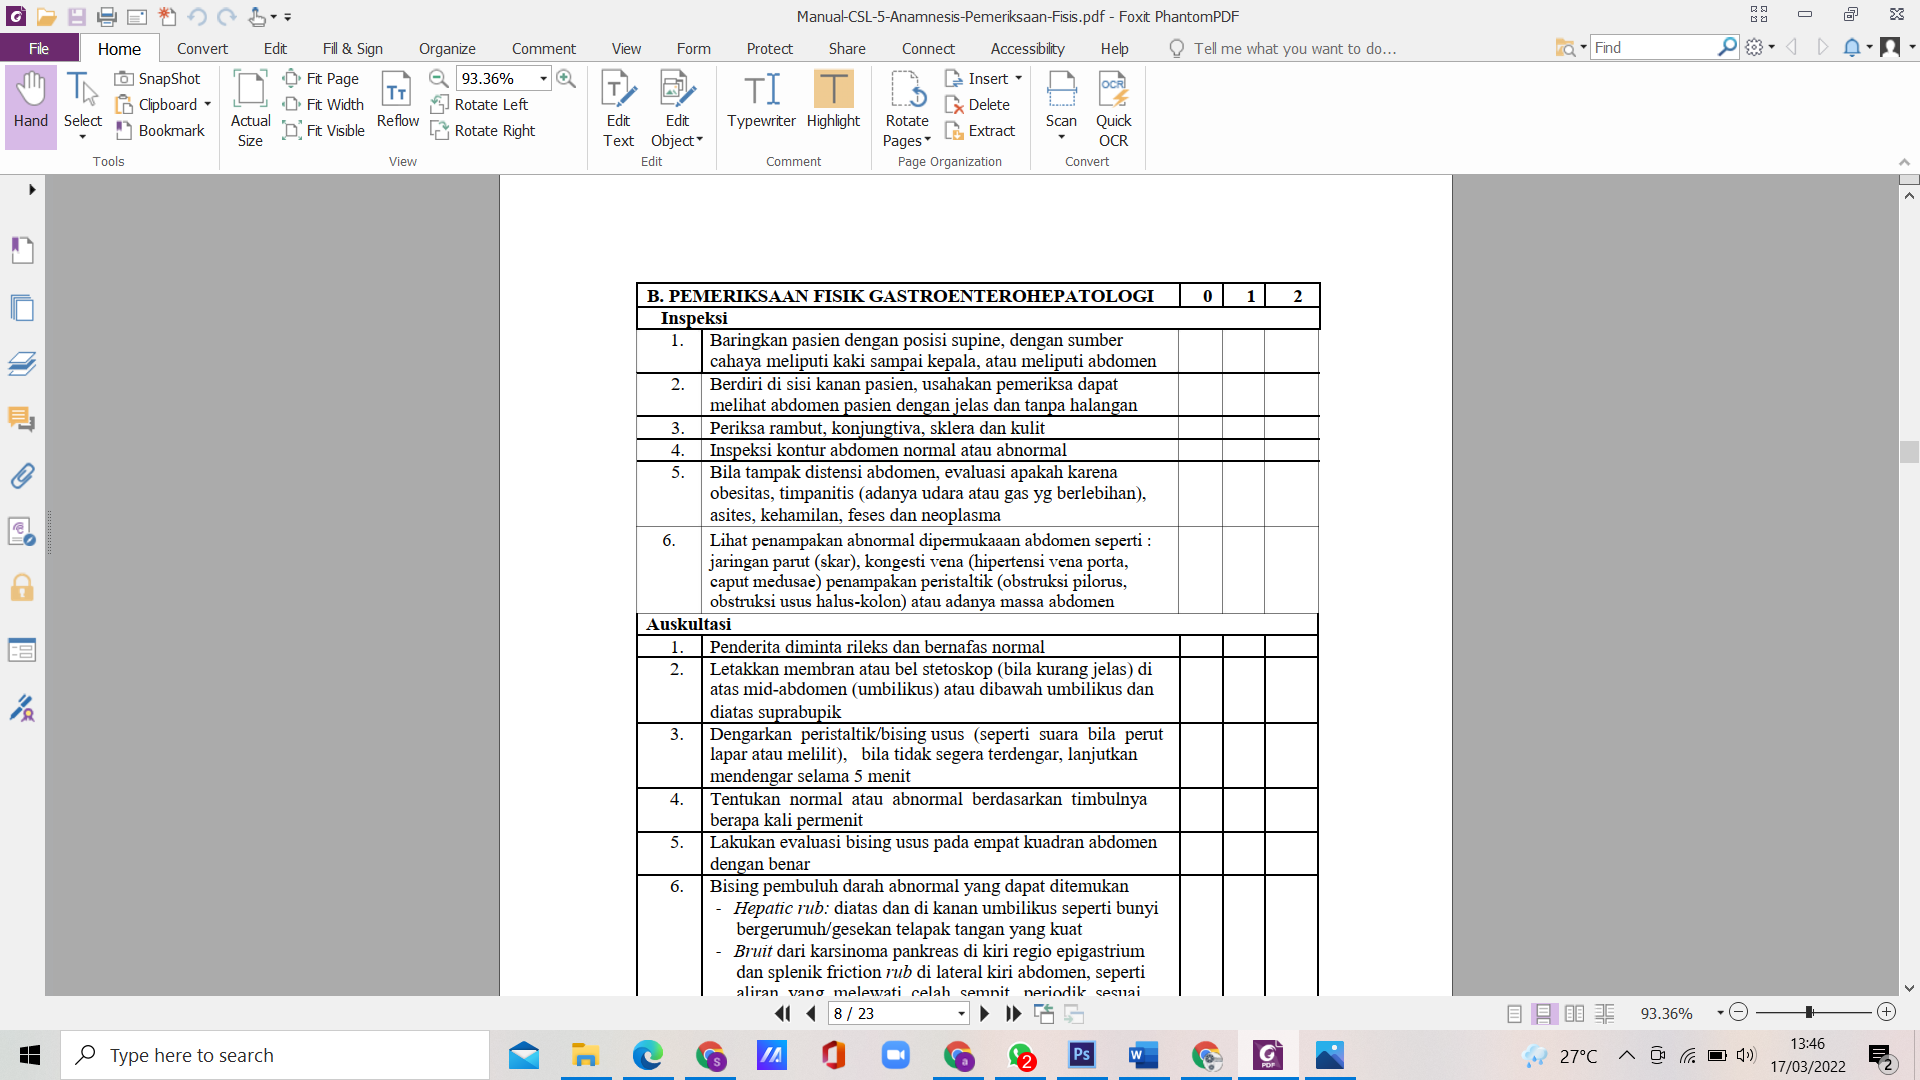 Manual-CSL-5-Anamnesis-Pemeriksaan-Fisis.pdf - Foxit PhantomPDF
File Home Convert Edit Fill & Sign Organize Comment View Form Protect Share Connect Accessibility Help Tell me what you want to do... Find
Hand
Select
SnapShot
Clipboard
Bookmark
Tools
Actual
Size
Fit Page
Fit Width
Fit Visible
Reflow
93.36%
Rotate Left
Rotate Right
View
Edit
Text
Edit
Object
Edit
Typewriter
Highlight
Comment
Rotate
Pages
Insert
Delete
Extract
Page Organization
Scan
Quick
OCR
Convert
B. PEMERIKSAAN FISIK GASTROENTEROHEPATOLOGI 0 1 2
Inspeksi
1. Baringkan pasien dengan posisi supine, dengan sumber
cahaya meliputi kaki sampai kepala, atau meliputi abdomen
2. Berdiri di sisi kanan pasien, usahakan pemeriksa dapat
melihat abdomen pasien dengan jelas dan tanpa halangan
3. Periksa rambut, konjungtiva, sklera dan kulit
4. Inspeksi kontur abdomen normal atau abnormal
5. Bila tampak distensi abdomen, evaluasi apakah karena
obesitas, timpanitis (adanya udara atau gas yg berlebihan),
asites, kehamilan, feses dan neoplasma
6. Lihat penampakan abnormal dipermukaaan abdomen seperti :
jaringan parut (skar), kongesti vena (hipertensi vena porta,
caput medusae) penampakan peristaltik (obstruksi pilorus,
obstruksi usus halus-kolon) atau adanya massa abdomen
Auskultasi
1. Penderita diminta rileks dan bernafas normal
2. Letakkan membran atau bel stetoskop (bila kurang jelas) di
atas mid-abdomen (umbilikus) atau dibawah umbilikus dan
diatas suprabupik
3. Dengarkan peristaltik/bising usus (seperti suara bila perut
lapar atau melilit), bila tidak segera terdengar, lanjutkan
mendengar selama 5 menit
4. Tentukan normal atau abnormal berdasarkan timbulnya
berapa kali permenit
5. Lakukan evaluasi bising usus pada empat kuadran abdomen
dengan benar
6. Bising pembuluh darah abnormal yang dapat ditemukan
- Hepatic rub: diatas dan di kanan umbilikus seperti bunyi
bergerumuh/gesekan telapak tangan yang kuat
- Bruit dari karsinoma pankreas di kiri regio epigastrium
dan splenik friction rub di lateral kiri abdomen, seperti
aliran yang melewati celah sempit, periodik sesuai
8 / 23
93.36%
Type here to search
27°C
13:46
17/03/2022